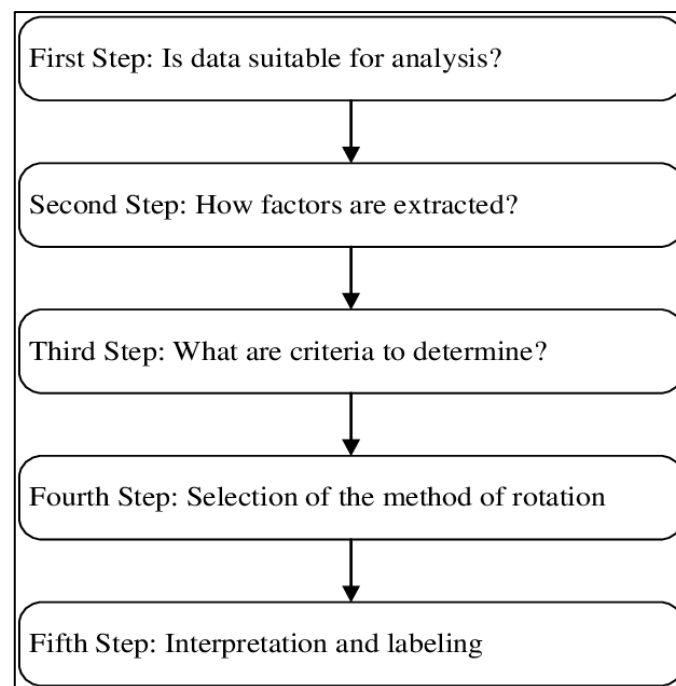 First Step: Is data suitable for analysis?
Second Step: How factors are extracted?
Third Step: What are criteria to determine?
Fourth Step: Selection of the method of rotation
Fifth Step: Interpretation and labeling